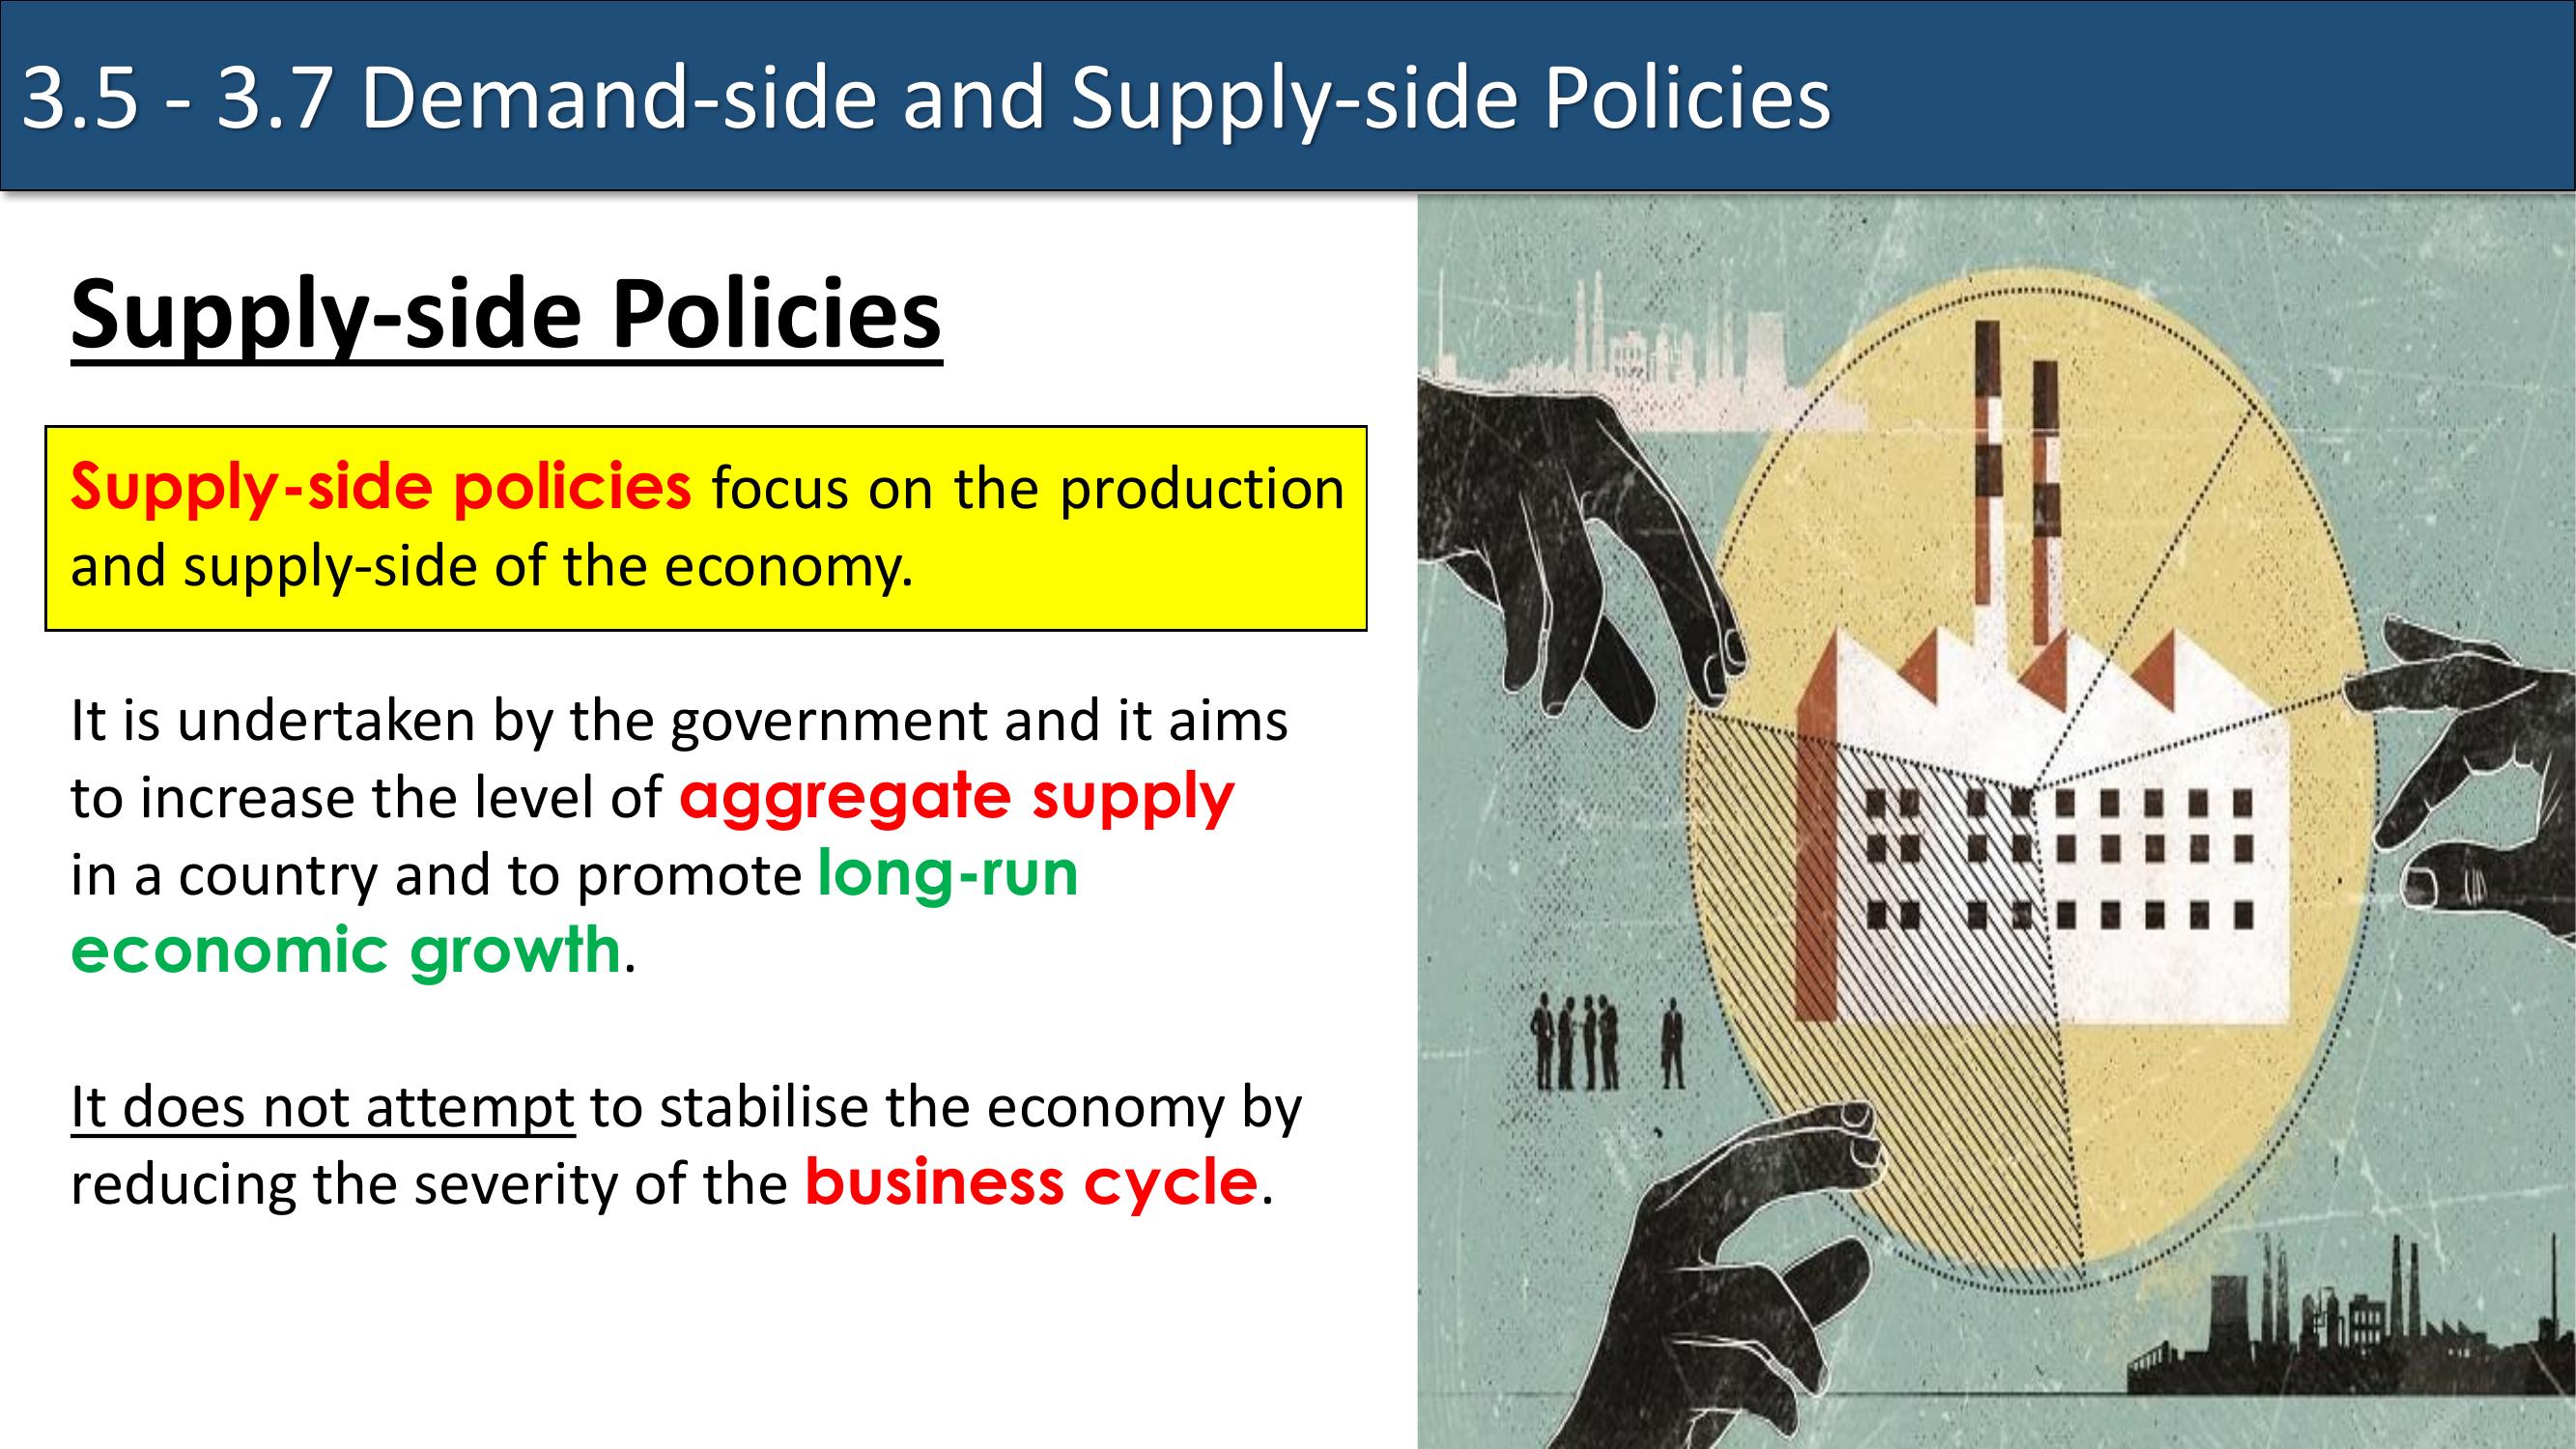 3.5 - 3.7 Demand-side and Supply-side Policies
Supply-side Policies
Supply-side policies focus on the production
and supply-side of the economy.
It is undertaken by the government and it aims
to increase the level of aggregate supply
in a country and to promote long-run
economic growth.
It does not attempt to stabilise the economy by
reducing the severity of the business cycle.